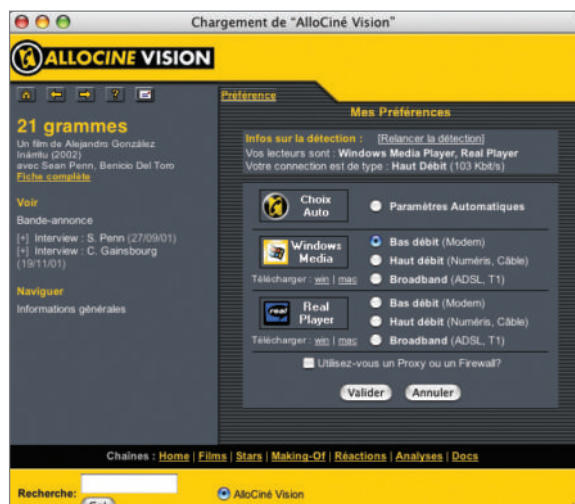 Chargement de “AlloCiné Vision”
ALLOCINE VISION
Préférence
Mes Préférences
21 grammes
Un film de Alejandro González
Inárritu (2002)
avec Sean Penn, Benicio Del Toro
Fiche complète
Voir
Bande-annonce
[+] Interview : S. Penn (27/09/01)
[+] Interview : C. Gainsbourg
(19/11/01)
Naviguer
Informations générales
Infos sur la détection : [Relancer la détection]
Vos lecteurs sont : Windows Media Player, Real Player
Votre connection est de type : Haut Débit (103 Kbit/s)
Choix
Auto
Paramètres Automatiques
Windows
Media
Télécharger : win | mac
Bas débit (Modem)
Haut débit (Numéris, Câble)
Broadband (ADSL, T1)
real
Real
Player
Télécharger : win | mac
Bas débit (Modem)
Haut débit (Numéris, Câble)
Broadband (ADSL, T1)
Utilisez-vous un Proxy ou un Firewall?
Valider Annuler
Chaînes : Home | Films | Stars | Making-Of | Réactions | Analyses | Docs
Recherche:
AlloCiné Vision